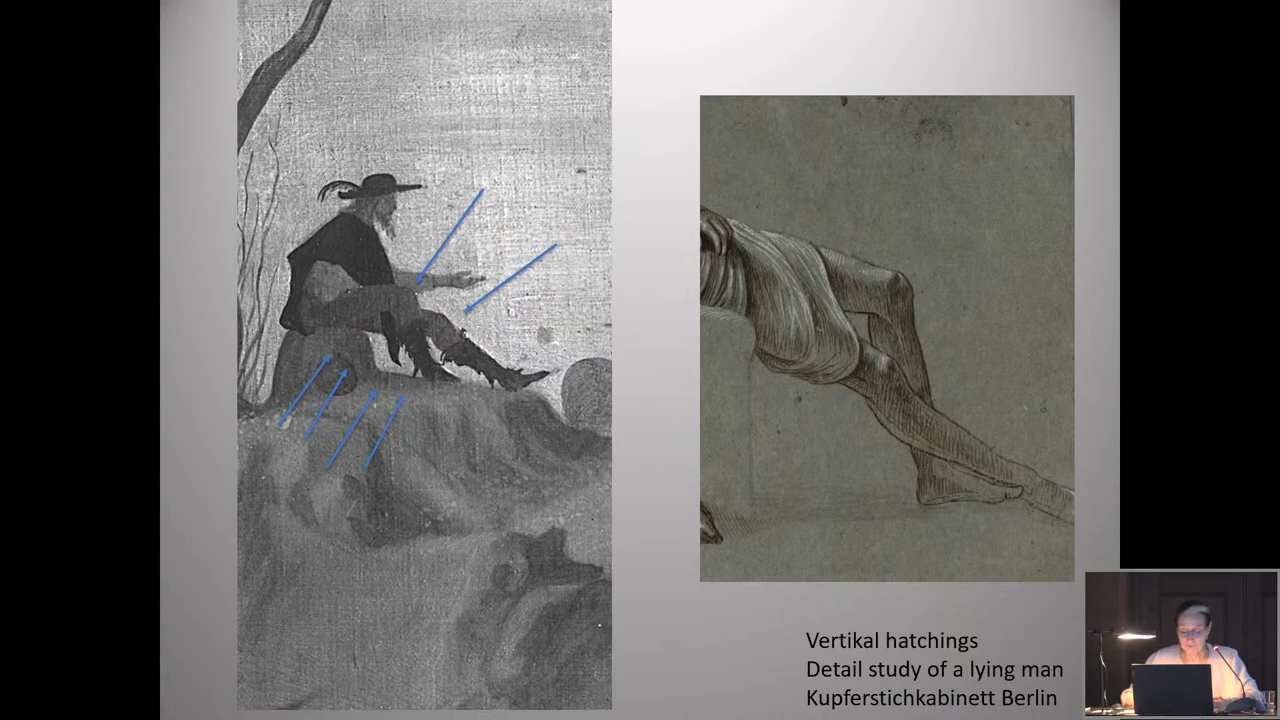 Vertikal hatchings
Detail study of a lying man
Kupferstichkabinett Berlin